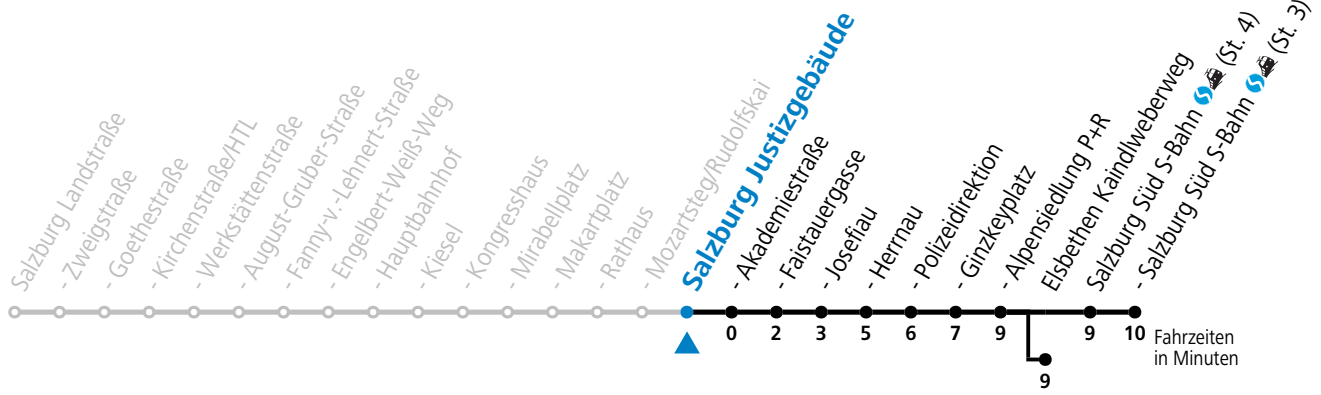 Salzburg Landstraße
- Zweigstraße
- Goethestraße
- Kirchenstraße/HTL
- Werkstättenstraße
- August-Gruber-Straße
- Fanny-v.-Lehnert-Straße
- Engelbert-Weiß-Weg
- Hauptbahnhof
- Kiesel
- Kongresshaus
- Mirabellplatz
- Makartplatz
- Rathaus
- Mozartsteg/Rudolfskai
Salzburg Justizgebäude
- Akademiestraße
- Faistauergasse
- Josefiau
- Herrnau
- Polizeidirektion
- Ginzkeyplatz
- Alpensiedlung P+R
Elsbethen Kaindlweberweg
Salzburg Süd S-Bahn (St. 4)
- Salzburg Süd S-Bahn (St. 3)
0 2 3 5 6 7 9 9 10 Fahrzeiten
in Minuten
9